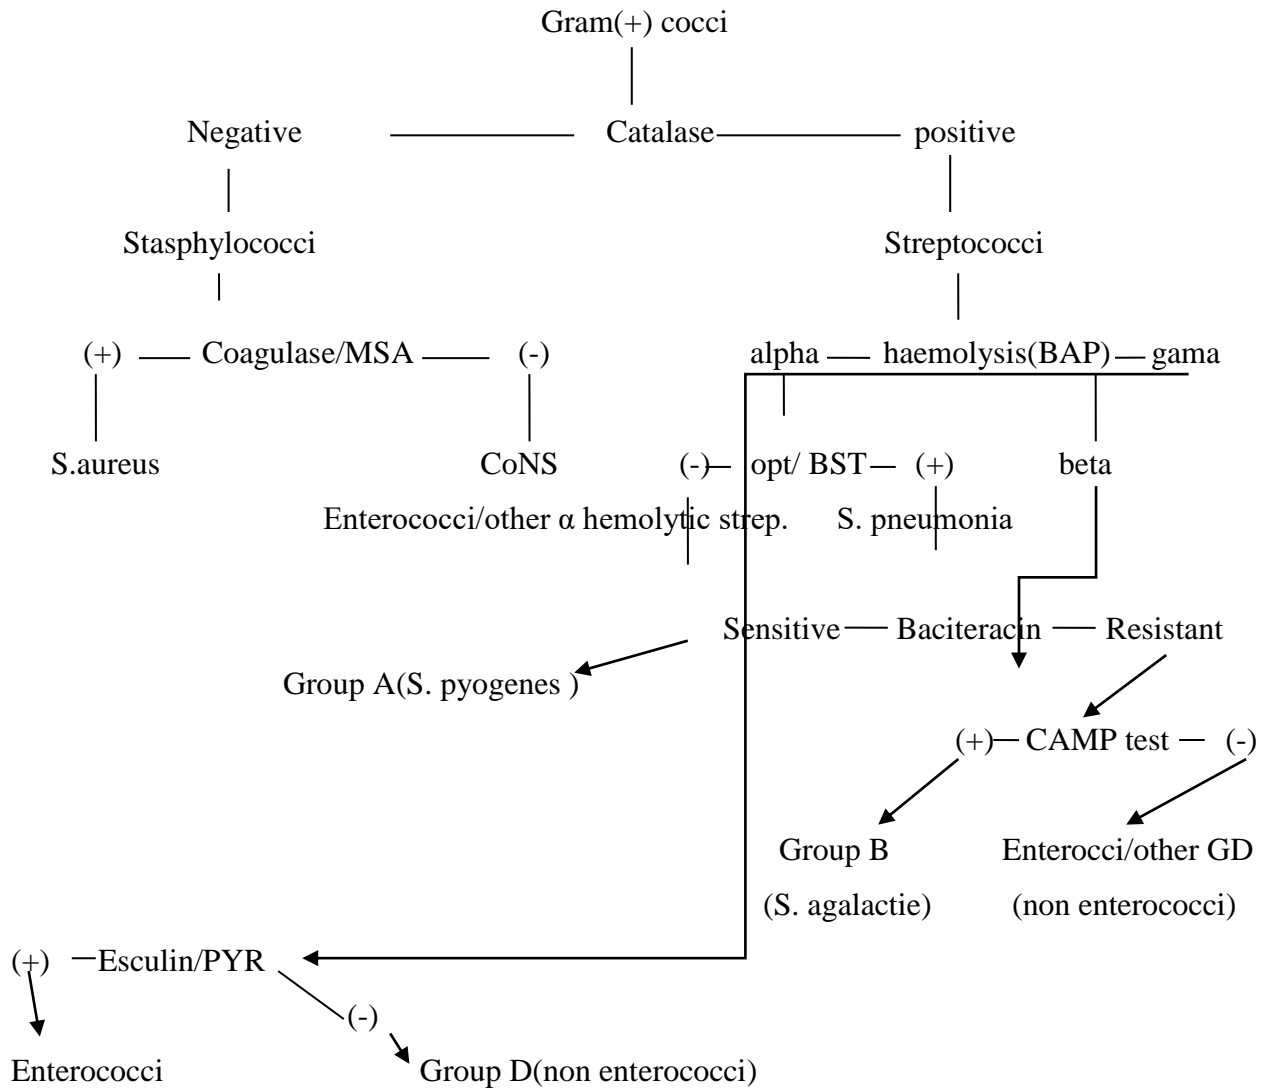 Gram(+) cocci
Negative Catalase positive
Stasphylococci Streptococci
(+) Coagulase/MSA (-) alpha haemolysis(BAP) gama
S.aureus CoNS (-) opt/ BST (+) beta
Enterococci/other α hemolytic strep. S. pneumonia
Sensitive Baciteracin Resistant
Group A(S. pyogenes )
(+) CAMP test (-)
Group B Enterocci/other GD
(S. agalactie) (non enterococci)
(+) Esculin/PYR
(-)
Enterococci Group D(non enterococci)